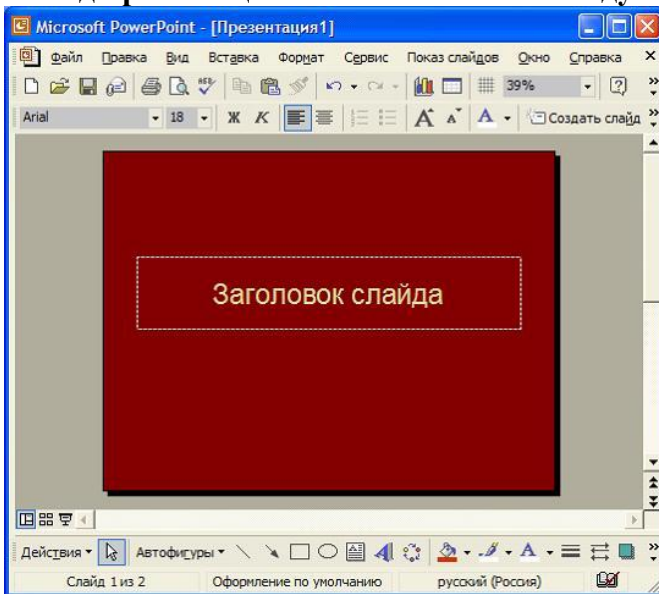 Microsoft PowerPoint - [Презентация1]
Файл Правка Вид Вставка Формат Сервис Показ слайдов Окно Справка
39%
Arial 18 Ж К Создать слайд
Заголовок слайда
Действия Автофигуры
Слайд 1 из 2 Оформление по умолчанию русский (Россия)